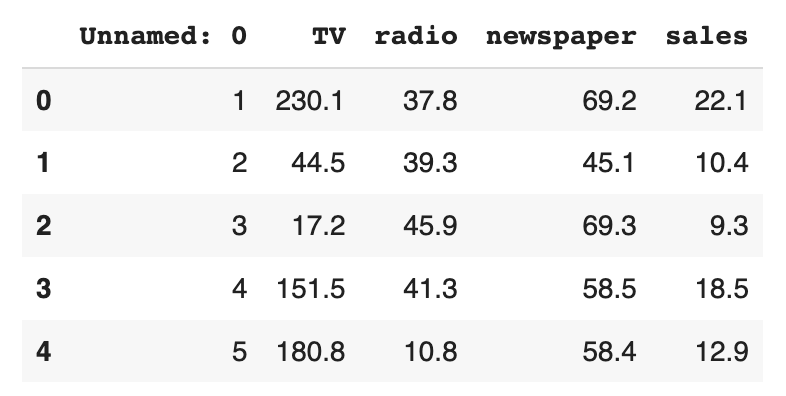 Unnamed: 0 TV radio newspaper sales
0 1 230.1 37.8 69.2 22.1
1 2 44.5 39.3 45.1 10.4
2 3 17.2 45.9 69.3 9.3
3 4 151.5 41.3 58.5 18.5
4 5 180.8 10.8 58.4 12.9